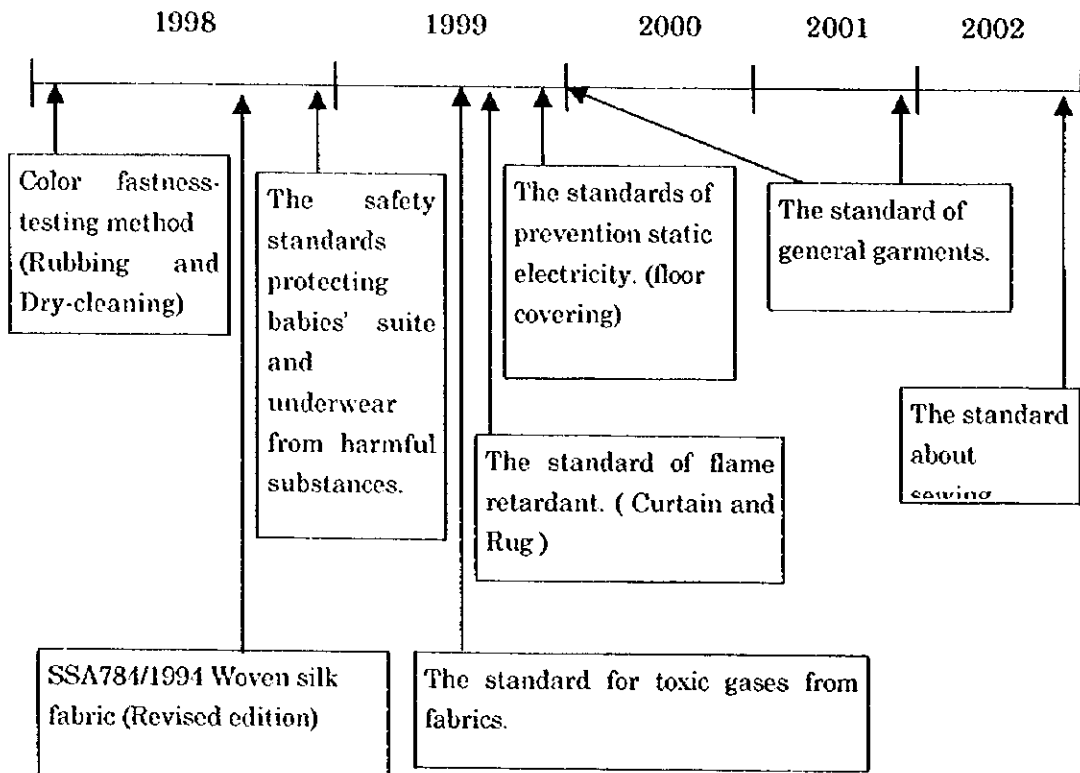 1998
1999
2000
2001
2002
Color fastness-
testing method
(Rubbing and
Dry-cleaning)
The safety
standards
protecting
babies' suite
and
underwear
from harmful
substances.
The standards of
prevention static
electricity. (floor
covering)
The standard of
general garments.
The standard of flame
retardant. ( Curtain and
Rug )
The standard
about
sewing
SSA784/1994 Woven silk
fabric (Revised edition)
The standard for toxic gases from
fabrics.